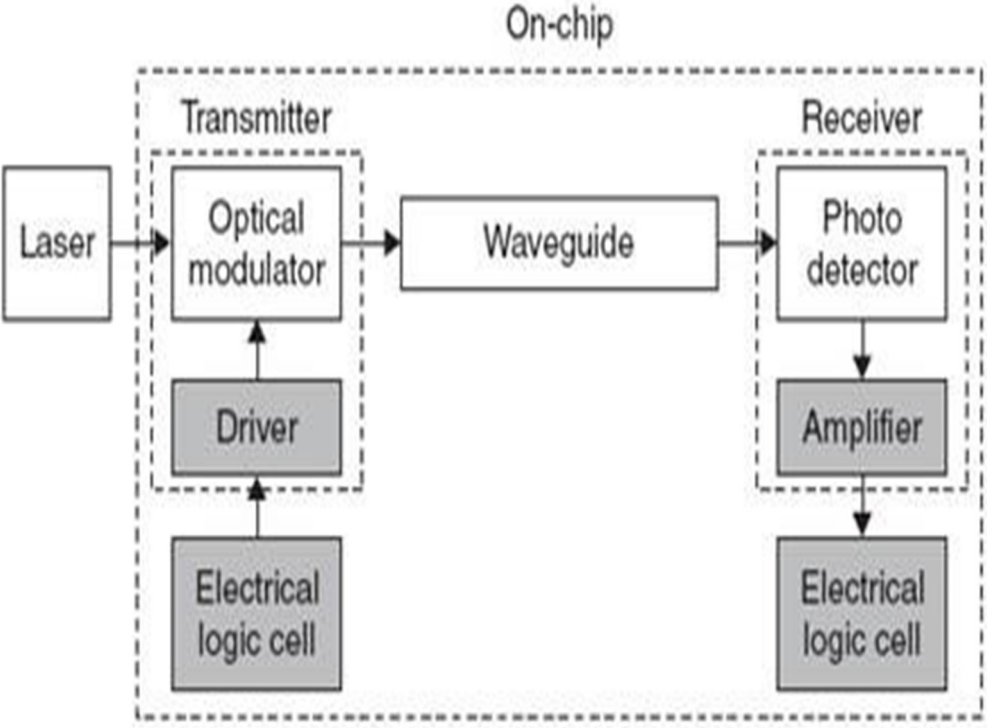 On-chip
Transmitter
Receiver
Laser
Optical
modulator
Waveguide
Photo
detector
Driver
Amplifier
Electrical
logic cell
Electrical
logic cell